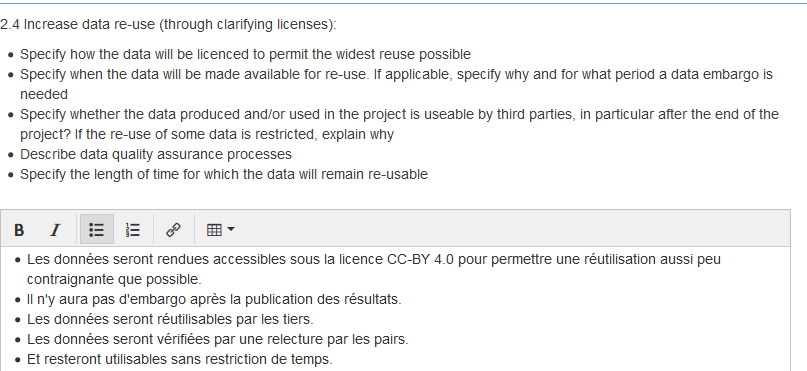 2.4 Increase data re-use (through clarifying licenses):
• Specify how the data will be licenced to permit the widest reuse possible
• Specify when the data will be made available for re-use. If applicable, specify why and for what period a data embargo is
needed
• Specify whether the data produced and/or used in the project is useable by third parties, in particular after the end of the
project? If the re-use of some data is restricted, explain why
• Describe data quality assurance processes
• Specify the length of time for which the data will remain re-usable
B I
• Les données seront rendues accessibles sous la licence CC-BY 4.0 pour permettre une réutilisation aussi peu
contraignante que possible.
• Il n'y aura pas d'embargo après la publication des résultats.
• Les données seront réutilisables par les tiers.
• Les données seront vérifiées par une relecture par les pairs.
• Et resteront utilisables sans restriction de temps.